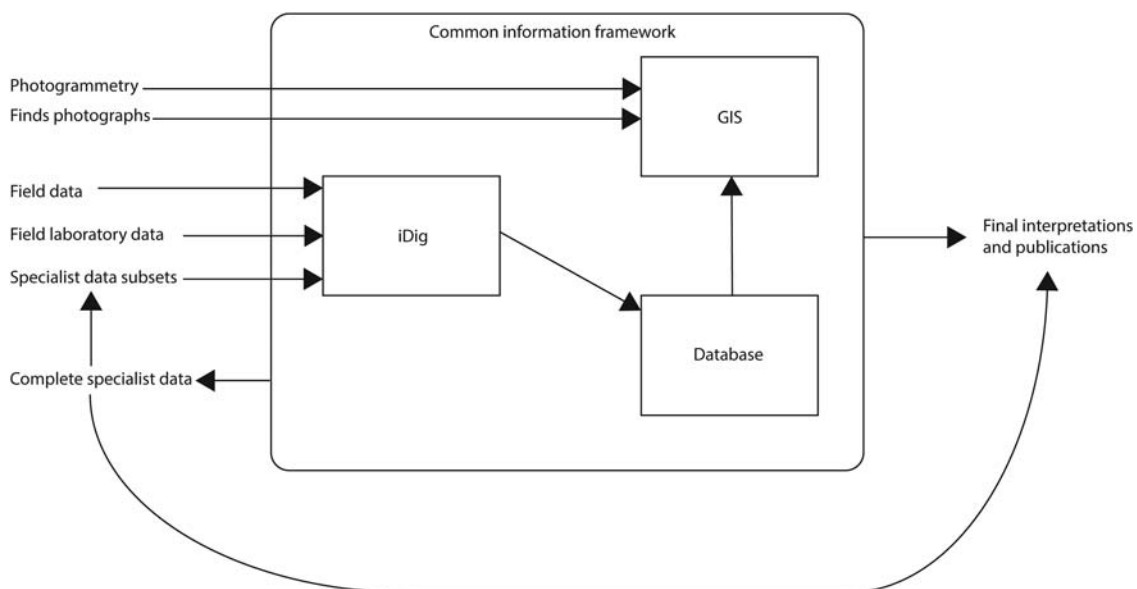 Common information framework
Photogrammetry
Finds photographs
GIS
Field data
Field laboratory data
iDig
Specialist data subsets
Final interpretations
and publications
Database
Complete specialist data